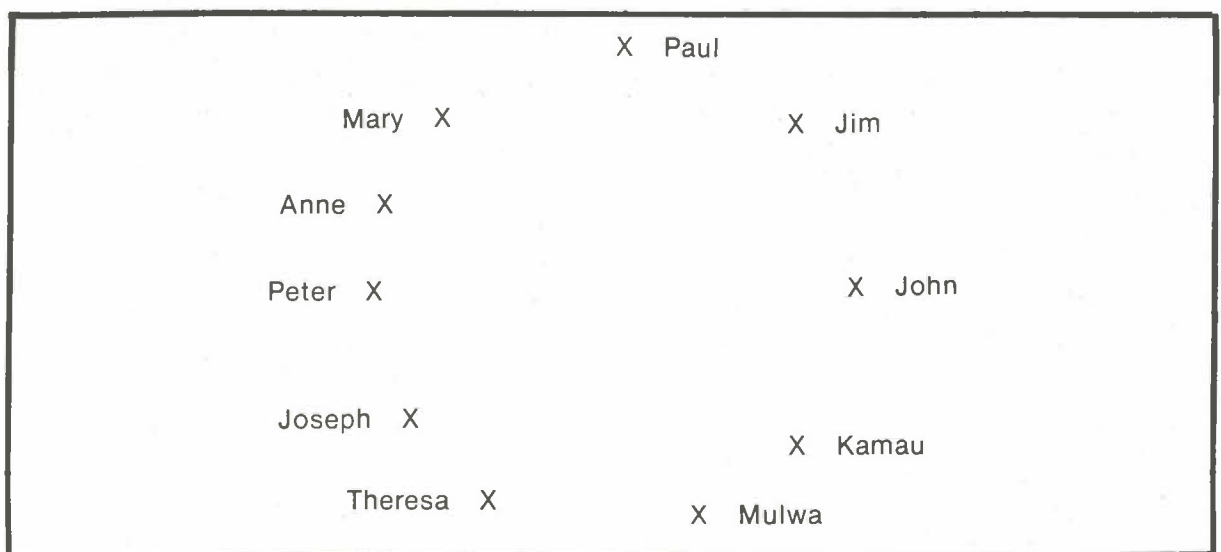 X Paul
Mary X
X Jim
Anne X
Peter X
X John
Joseph X
X Kamau
Theresa X
X Mulwa